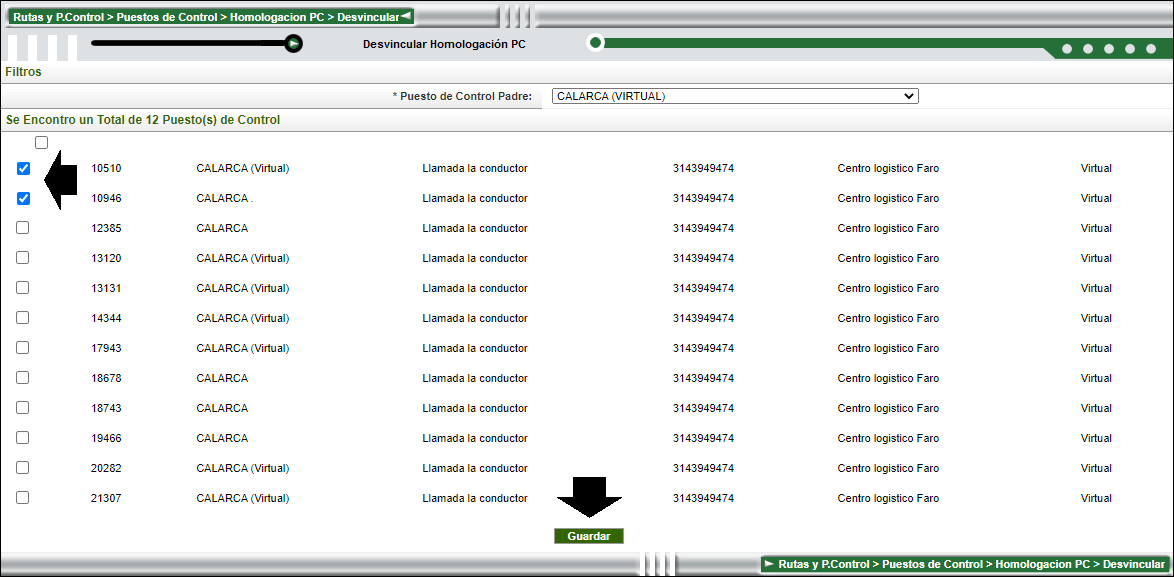 Rutas y P.Control > Puestos de Control > Homologacion PC > Desvincular
Desvincular Homologación PC
Filtros
* Puesto de Control Padre: CALARCA (VIRTUAL)
Se Encontro un Total de 12 Puesto(s) de Control
10510 CALARCA (Virtual) Llamada la conductor 3143949474 Centro logistico Faro Virtual
10946 CALARCA . Llamada la conductor 3143949474 Centro logistico Faro Virtual
12385 CALARCA Llamada la conductor 3143949474 Centro logistico Faro Virtual
13120 CALARCA (Virtual) Llamada la conductor 3143949474 Centro logistico Faro Virtual
13131 CALARCA (Virtual) Llamada la conductor 3143949474 Centro logistico Faro Virtual
14344 CALARCA (Virtual) Llamada la conductor 3143949474 Centro logistico Faro Virtual
17943 CALARCA (Virtual) Llamada la conductor 3143949474 Centro logistico Faro Virtual
18678 CALARCA Llamada la conductor 3143949474 Centro logistico Faro Virtual
18743 CALARCA Llamada la conductor 3143949474 Centro logistico Faro Virtual
19466 CALARCA Llamada la conductor 3143949474 Centro logistico Faro Virtual
20282 CALARCA (Virtual) Llamada la conductor 3143949474 Centro logistico Faro Virtual
21307 CALARCA (Virtual) Llamada la conductor 3143949474 Centro logistico Faro Virtual
Guardar
Rutas y P.Control > Puestos de Control > Homologacion PC > Desvincular